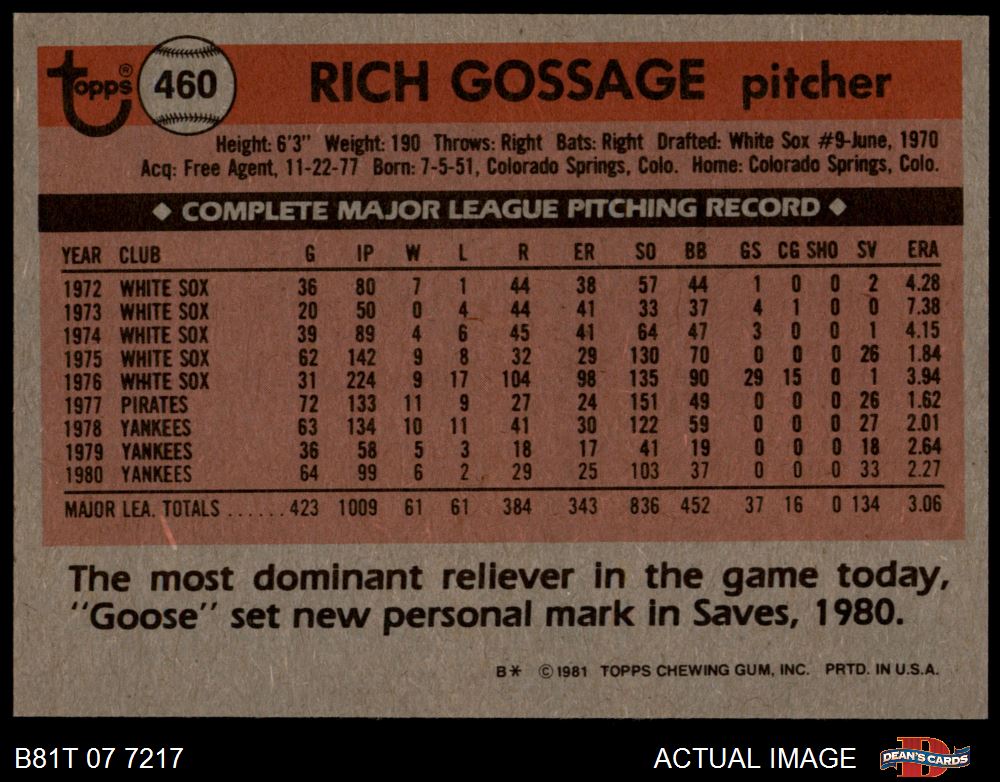 Topps® 460 RICH GOSSAGE pitcher
Height: 6'3" Weight: 190 Throws: Right Bats: Right Drafted: White Sox #9-June, 1970
Acq: Free Agent, 11-22-77 Born: 7-5-51, Colorado Springs, Colo. Home: Colorado Springs, Colo.
◆ COMPLETE MAJOR LEAGUE PITCHING RECORD ◆
YEAR CLUB G IP W L R ER SO BB GS CG SHO SV ERA
1972 WHITE SOX 36 80 7 1 44 38 57 44 1 0 0 2 4.28
1973 WHITE SOX 20 50 0 4 44 41 33 37 4 1 0 0 7.38
1974 WHITE SOX 39 89 4 6 45 41 64 47 3 0 0 1 4.15
1975 WHITE SOX 62 142 9 8 32 29 130 70 0 0 0 26 1.84
1976 WHITE SOX 31 224 9 17 104 98 135 90 29 15 0 1 3.94
1977 PIRATES 72 133 11 9 27 24 151 49 0 0 0 26 1.62
1978 YANKEES 63 134 10 11 41 30 122 59 0 0 0 27 2.01
1979 YANKEES 36 58 5 3 18 17 41 19 0 0 0 18 2.64
1980 YANKEES 64 99 6 2 29 25 103 37 0 0 0 33 2.27
MAJOR LEA. TOTALS ......423 1009 61 61 384 343 836 452 37 16 0 134 3.06
The most dominant reliever in the game today,
"Goose" set new personal mark in Saves, 1980.
B* © 1981 TOPPS CHEWING GUM, INC. PRTD. IN U.S.A.
B81T 07 7217 ACTUAL IMAGE DEAN'S CARDS